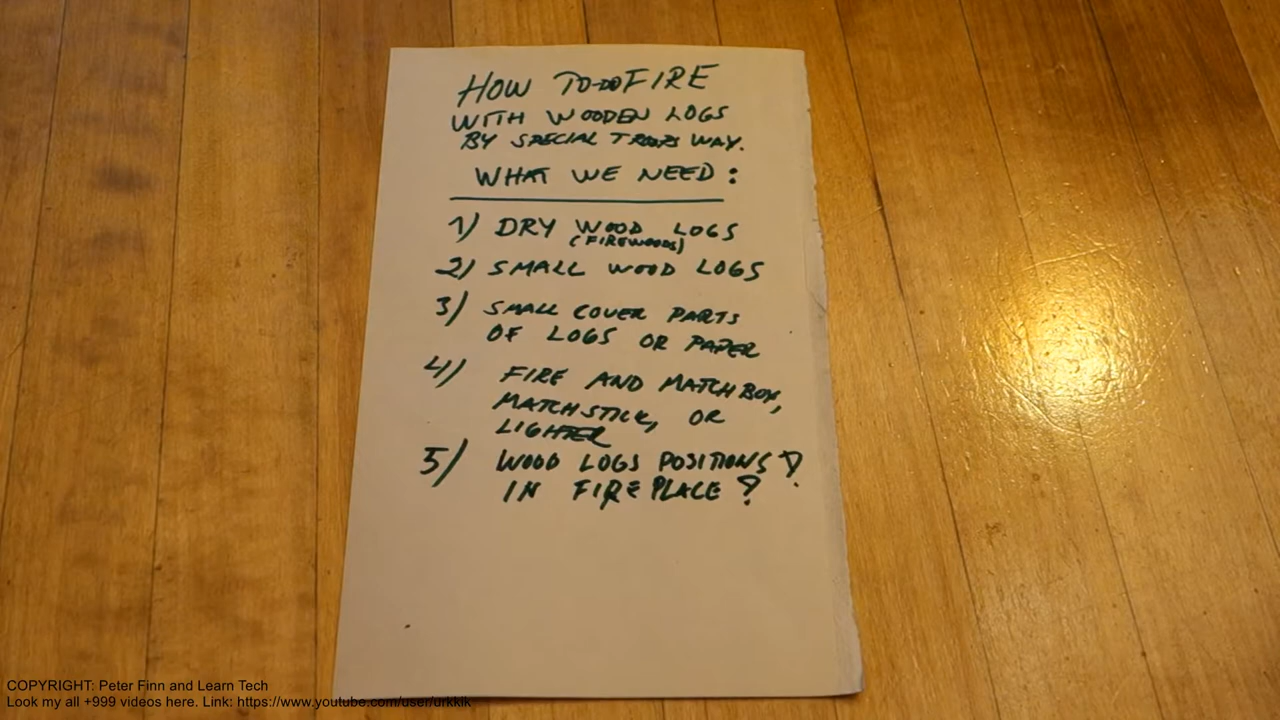 HOW TO-DO FIRE
WITH WOODEN LOGS
BY SPECIAL TROOPS WAY.
WHAT WE NEED:
1) DRY WOOD LOGS
(FIREWOODS)
2) SMALL WOOD LOGS
3) SMALL COVER PARTS
OF LOGS OR PAPER
4) FIRE AND MATCHBOX,
MATCHSTICK, OR
LIGHTER
5) WOOD LOGS POSITIONS?
IN FIREPLACE?
COPYRIGHT: Peter Finn and Learn Tech
Look my all +999 videos here. Link: https://www.youtube.com/user/urkkik